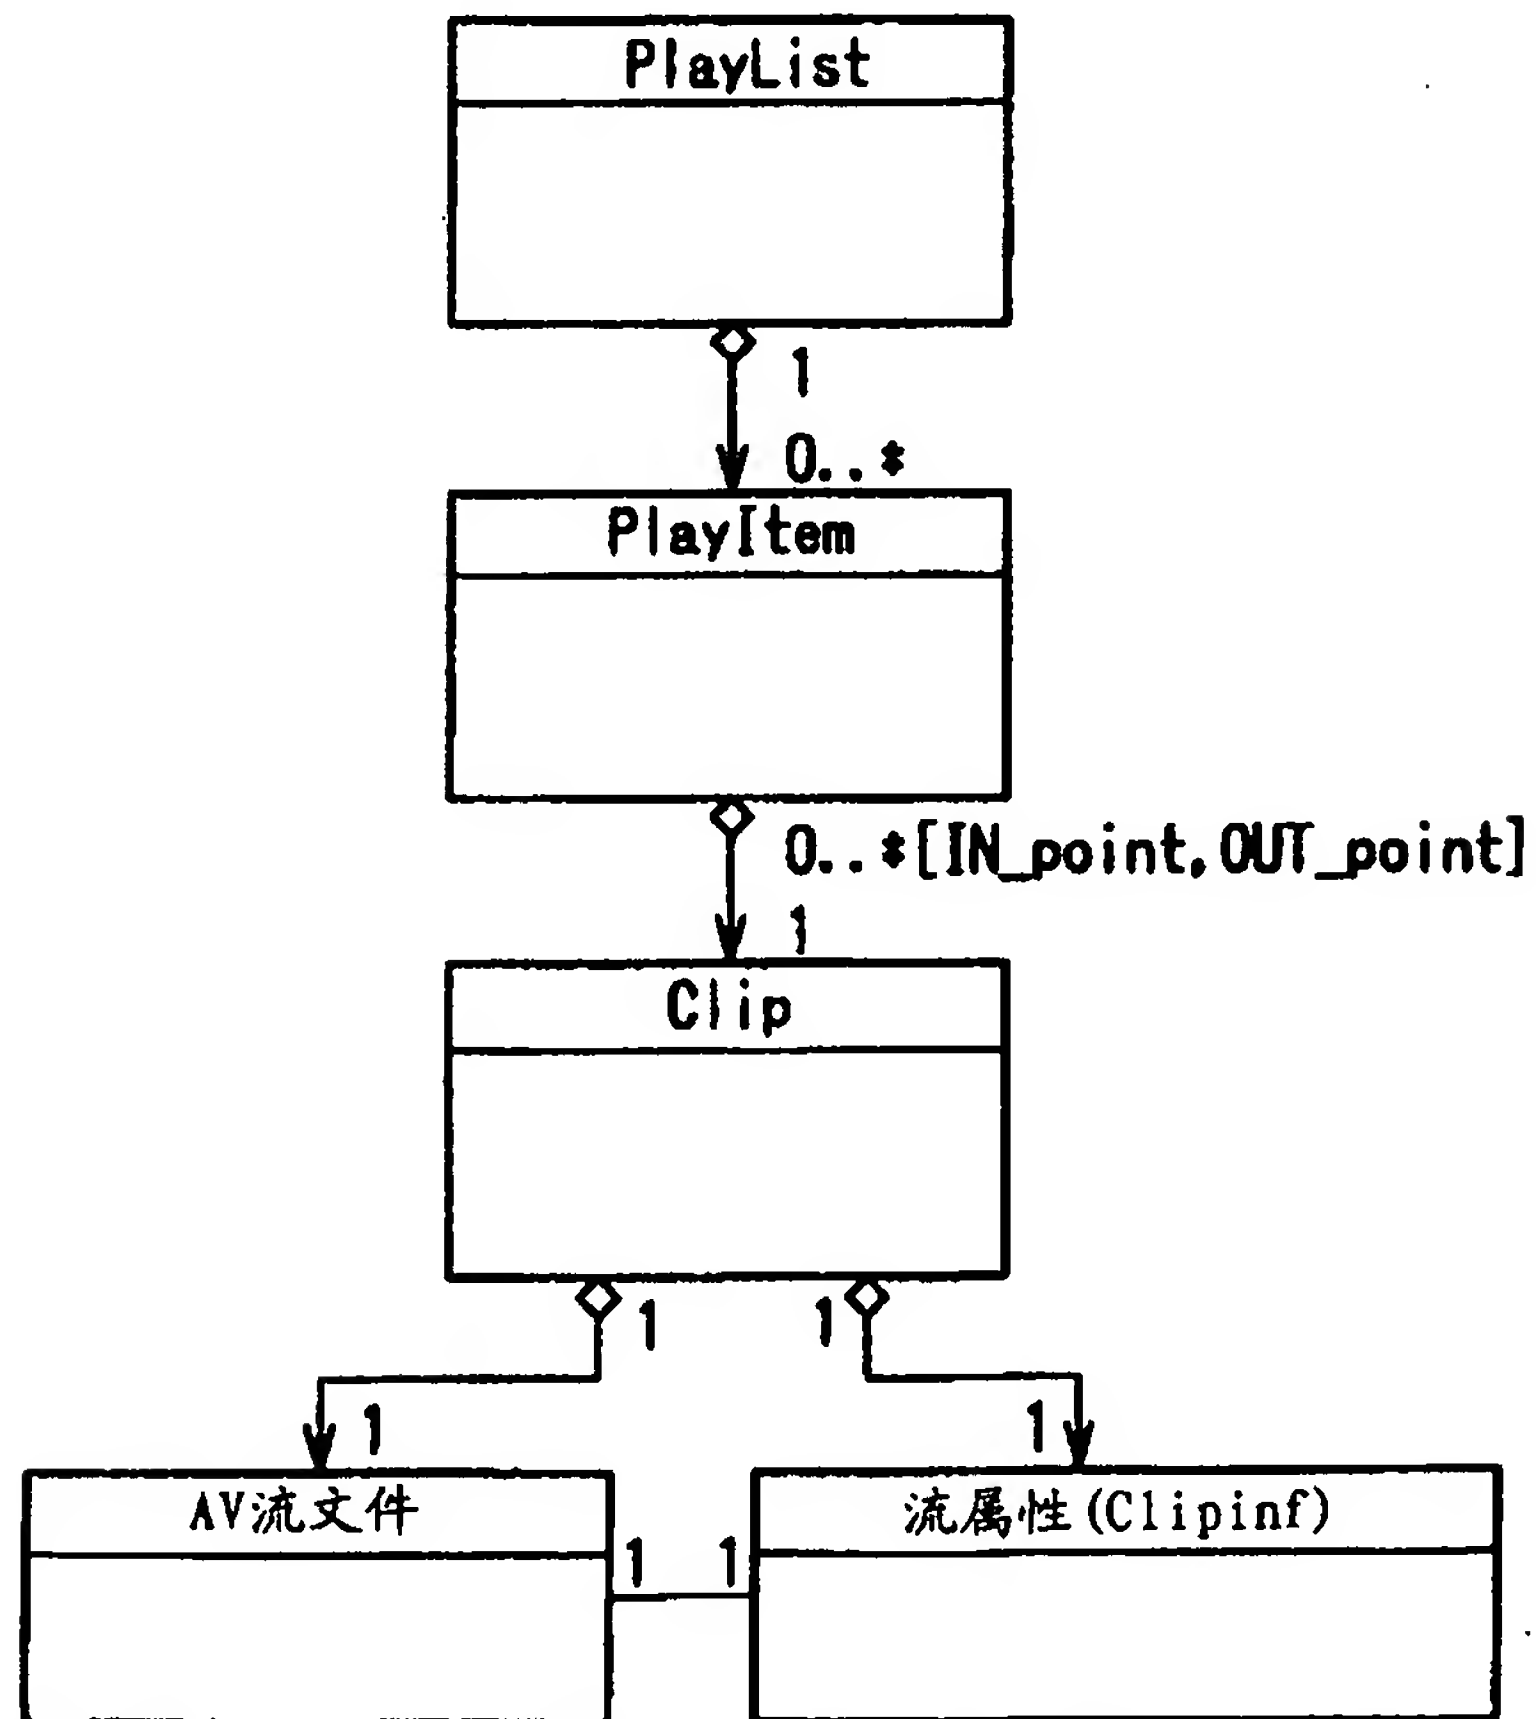 PlayList
1
0..*
PlayItem
0..*[IN_point,OUT_point]
1
Clip
1 1
1 1
AV流文件 流属性(Clipinf)
1 1